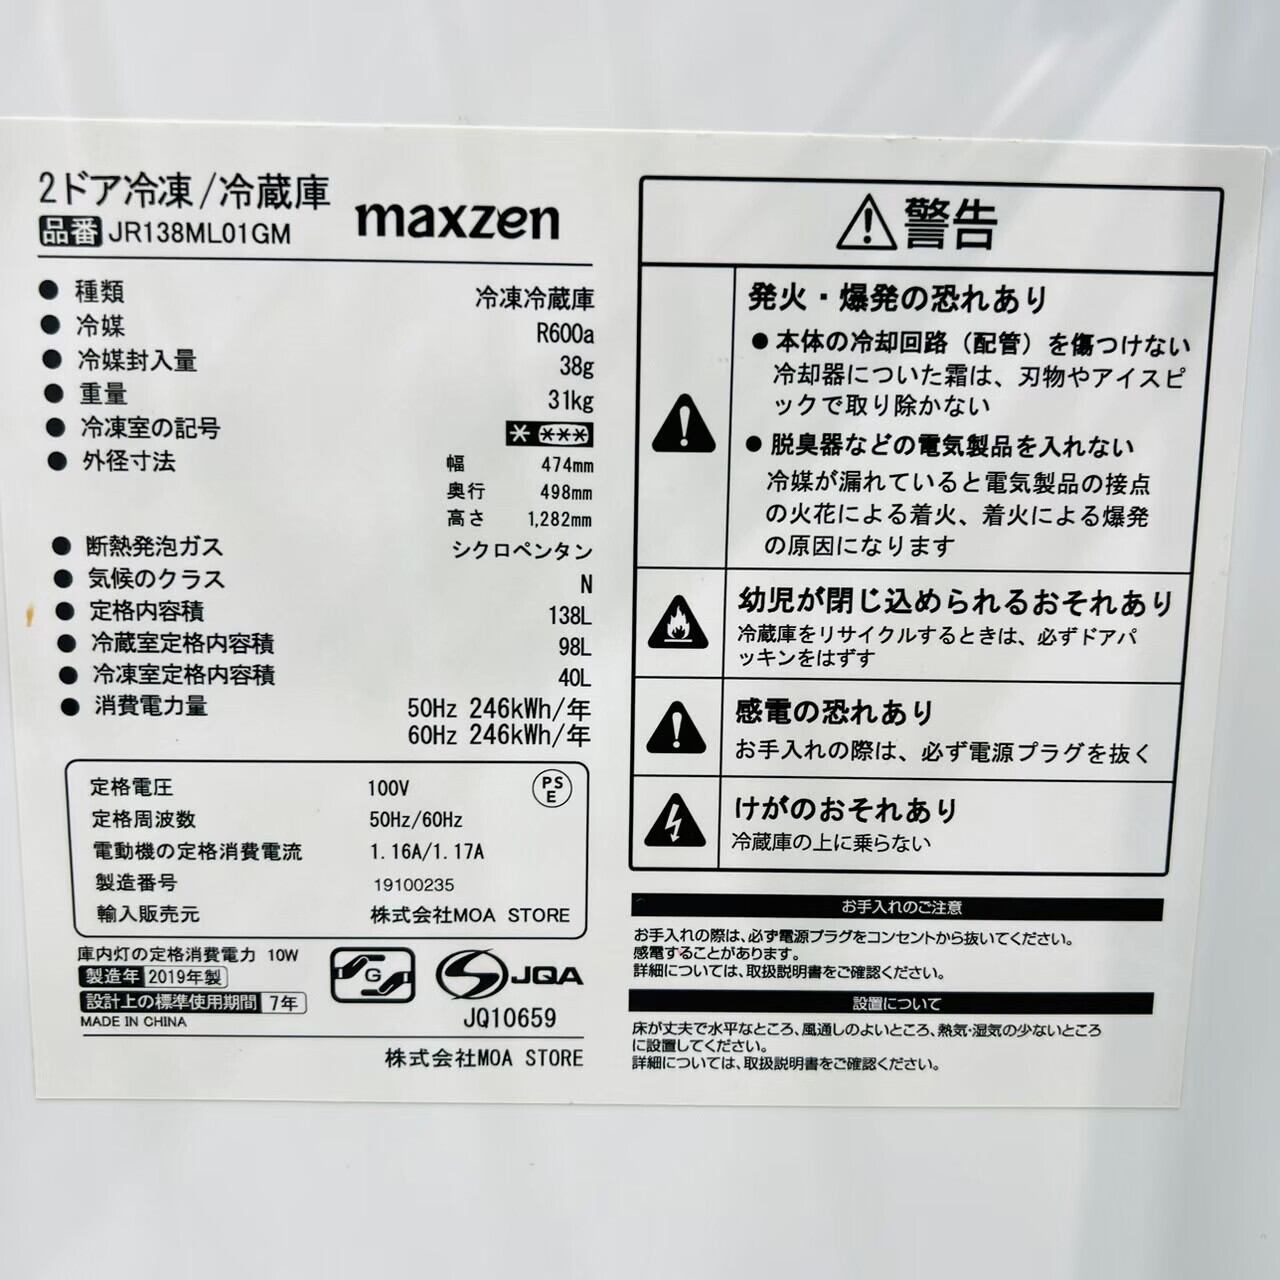 2ドア冷凍/冷蔵庫
品番 JR138ML01GM
maxzen
● 種類 冷凍冷蔵庫
● 冷媒 R600a
● 冷媒封入量 38g
● 重量 31kg
● 冷凍室の記号 * ***
● 外径寸法 幅 474mm
奥行 498mm
高さ 1,282mm
● 断熱発泡ガス シクロペンタン
● 気候のクラス N
● 定格内容積 138L
● 冷蔵室定格内容積 98L
● 冷凍室定格内容積 40L
● 消費電力量 50Hz 246kWh/年
60Hz 246kWh/年
定格電圧 100V
PS
E
定格周波数 50Hz/60Hz
電動機の定格消費電流 1.16A/1.17A
製造番号 19100235
輸入販売元 株式会社MOA STORE
庫内灯の定格消費電力 10W
製造年 2019年製
設計上の標準使用期間 7年
MADE IN CHINA
G
JQA
JQ10659
株式会社MOA STORE
警告
発火・爆発の恐れあり
● 本体の冷却回路（配管）を傷つけない
冷却器についた霜は、刃物やアイスピ
ックで取り除かない
● 脱臭器などの電気製品を入れない
冷媒が漏れていると電気製品の接点
の火花による着火、着火による爆発
の原因になります
幼児が閉じ込められるおそれあり
冷蔵庫をリサイクルするときは、必ずドアパ
ッキンをはずす
感電の恐れあり
お手入れの際は、必ず電源プラグを抜く
けがのおそれあり
冷蔵庫の上に乗らない
お手入れのご注意
お手入れの際は、必ず電源プラグをコンセントから抜いてください。
感電することがあります。
詳細については、取扱説明書をご確認ください。
設置について
床が丈夫で水平なところ、風通しのよいところ、熱気・湿気の少ないところ
に設置してください。
詳細については、取扱説明書をご確認ください。